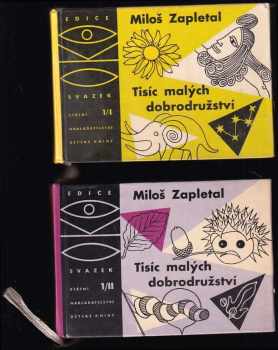 EDICE
OKO
SVAZEK
STÁTNÍ 1/I
NAKLADATELSTVÍ
DĚTSKÉ KNIHY
Miloš Zapletal
Tisíc malých
dobrodružství
EDICE
OKO
SVAZEK
STÁTNÍ 1/II
NAKLADATELSTVÍ
DĚTSKÉ KNIHY
Miloš Zapletal
Tisíc malých
dobrodružství